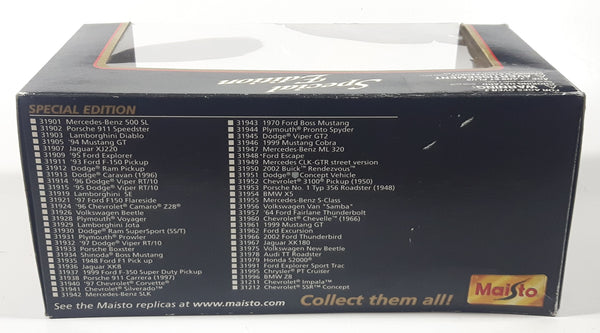 Special
Edition
WARNING
SPECIAL EDITION
31901 Mercedes-Benz 500 SL
31902 Porsche 911 Speedster
31903 Lamborghini Diablo
31905 '94 Mustang GT
31907 Jaguar XJ220
31909 '95 Ford Explorer
31911 '93 Ford F-150 Pickup
31912 Dodge® Ram Pickup
31913 Dodge® Caravan (1996)
31914 '96 Dodge® Viper RT/10
31915 '95 Dodge® Viper RT/10
31919 Lamborghini SE
31921 '97 Ford F150 Flareside
31924 '96 Chevrolet® Camaro® Z28®
31926 Volkswagen Beetle
31928 Plymouth® Voyager
31929 Lamborghini Jota
31930 Dodge® Ram SuperSport (SS/T)
31931 Plymouth® Prowler
31932 '97 Dodge® Viper RT/10
31933 Porsche Boxster
31934 Shinoda® Boss Mustang
31935 1948 Ford F1 Pick up
31936 Jaguar XK8
31937 1999 Ford F-350 Super Duty Pickup
31938 Porsche 911 Carrera (1997)
31940 '97 Chevrolet® Corvette®
31941 Chevrolet® Silverado™
31942 Mercedes-Benz SLK
31943 1970 Ford Boss Mustang
31944 Plymouth® Pronto Spyder
31945 Dodge® Viper GT2
31946 1999 Mustang Cobra
31947 Mercedes-Benz ML 320
31948 Ford Escape
31949 Mercedes CLK-GTR street version
31950 2002 Buick™ Rendezvous™
31951 Dodge® Concept Vehicle
31952 Chevrolet® 3100® Pickup (1950)
31953 Porsche No. 1 Typ 356 Roadster (1948)
31954 BMW X5
31955 Mercedes-Benz S-Class
31956 Volkswagen Van "Samba"
31957 '64 Ford Fairlane Thunderbolt
31960 Chevrolet® Chevelle™ (1966)
31962 Ford Excursion
31966 2002 Ford Thunderbird
31967 Jaguar XK180
31975 Volkswagen New Beetle
31978 Audi TT Roadster
31979 Honda S2000®
31991 Ford Explorer Sport Trac
31995 Chrysler® PT Cruiser
31996 BMW Z8
31211 Chevrolet® Impala™
31212 Chevrolet® SSR™ Concept
See the Maisto replicas at www.maisto.com
Collect them all!
Maisto